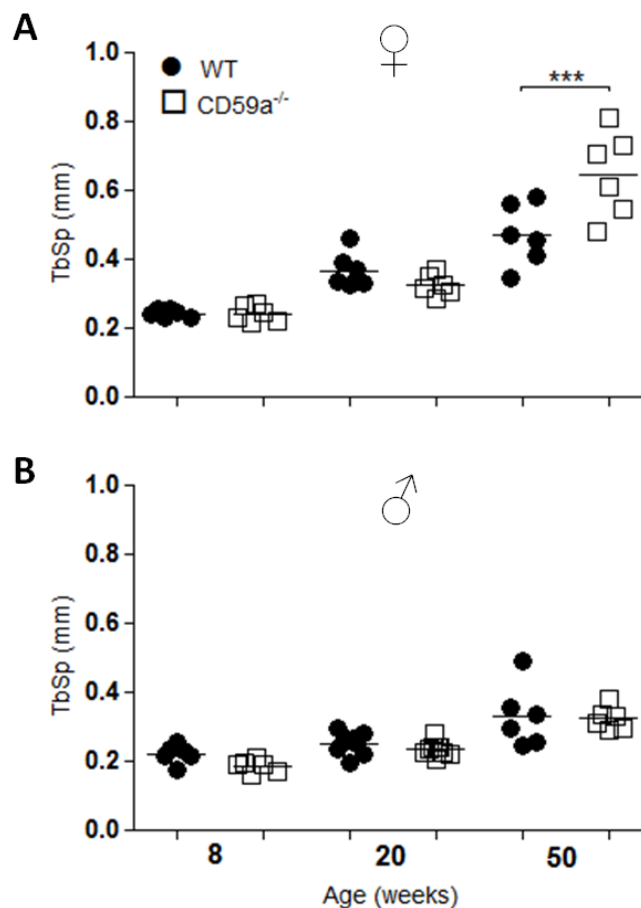 A
♀
● WT
□ CD59a-/-
***
TbSp (mm)
1.0
0.8
0.6
0.4
0.2
0.0
B
♂
TbSp (mm)
1.0
0.8
0.6
0.4
0.2
0.0
8 20 50
Age (weeks)